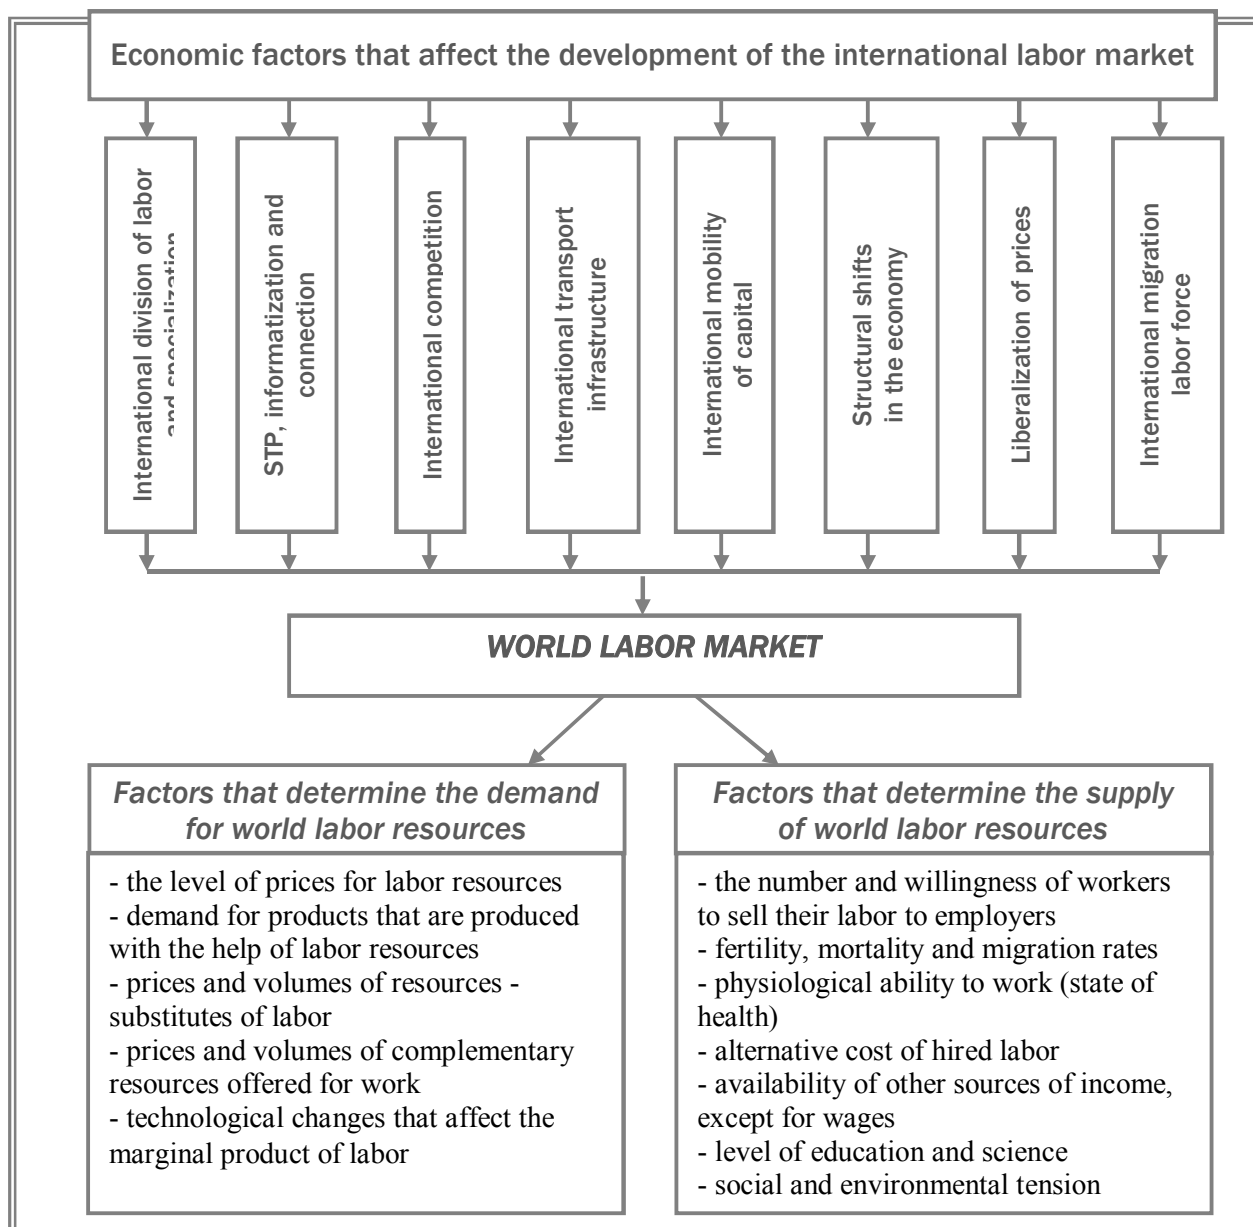 Economic factors that affect the development of the international labor market
International division of labor
and specialization
STP, informatization and
connection
International competition
International transport
infrastructure
International mobility
of capital
Structural shifts
in the economy
Liberalization of prices
International migration
labor force
WORLD LABOR MARKET
Factors that determine the demand
for world labor resources
- the level of prices for labor resources
- demand for products that are produced
with the help of labor resources
- prices and volumes of resources -
substitutes of labor
- prices and volumes of complementary
resources offered for work
- technological changes that affect the
marginal product of labor
Factors that determine the supply
of world labor resources
- the number and willingness of workers
to sell their labor to employers
- fertility, mortality and migration rates
- physiological ability to work (state of
health)
- alternative cost of hired labor
- availability of other sources of income,
except for wages
- level of education and science
- social and environmental tension